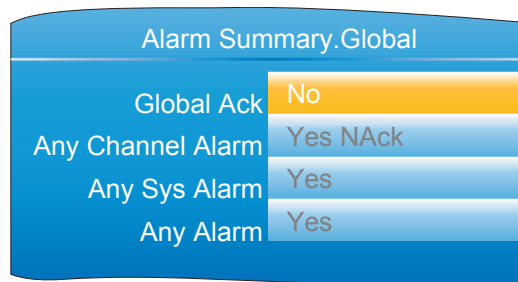 Alarm Summary.Global
Global Ack No
Any Channel Alarm Yes NAck
Any Sys Alarm Yes
Any Alarm Yes